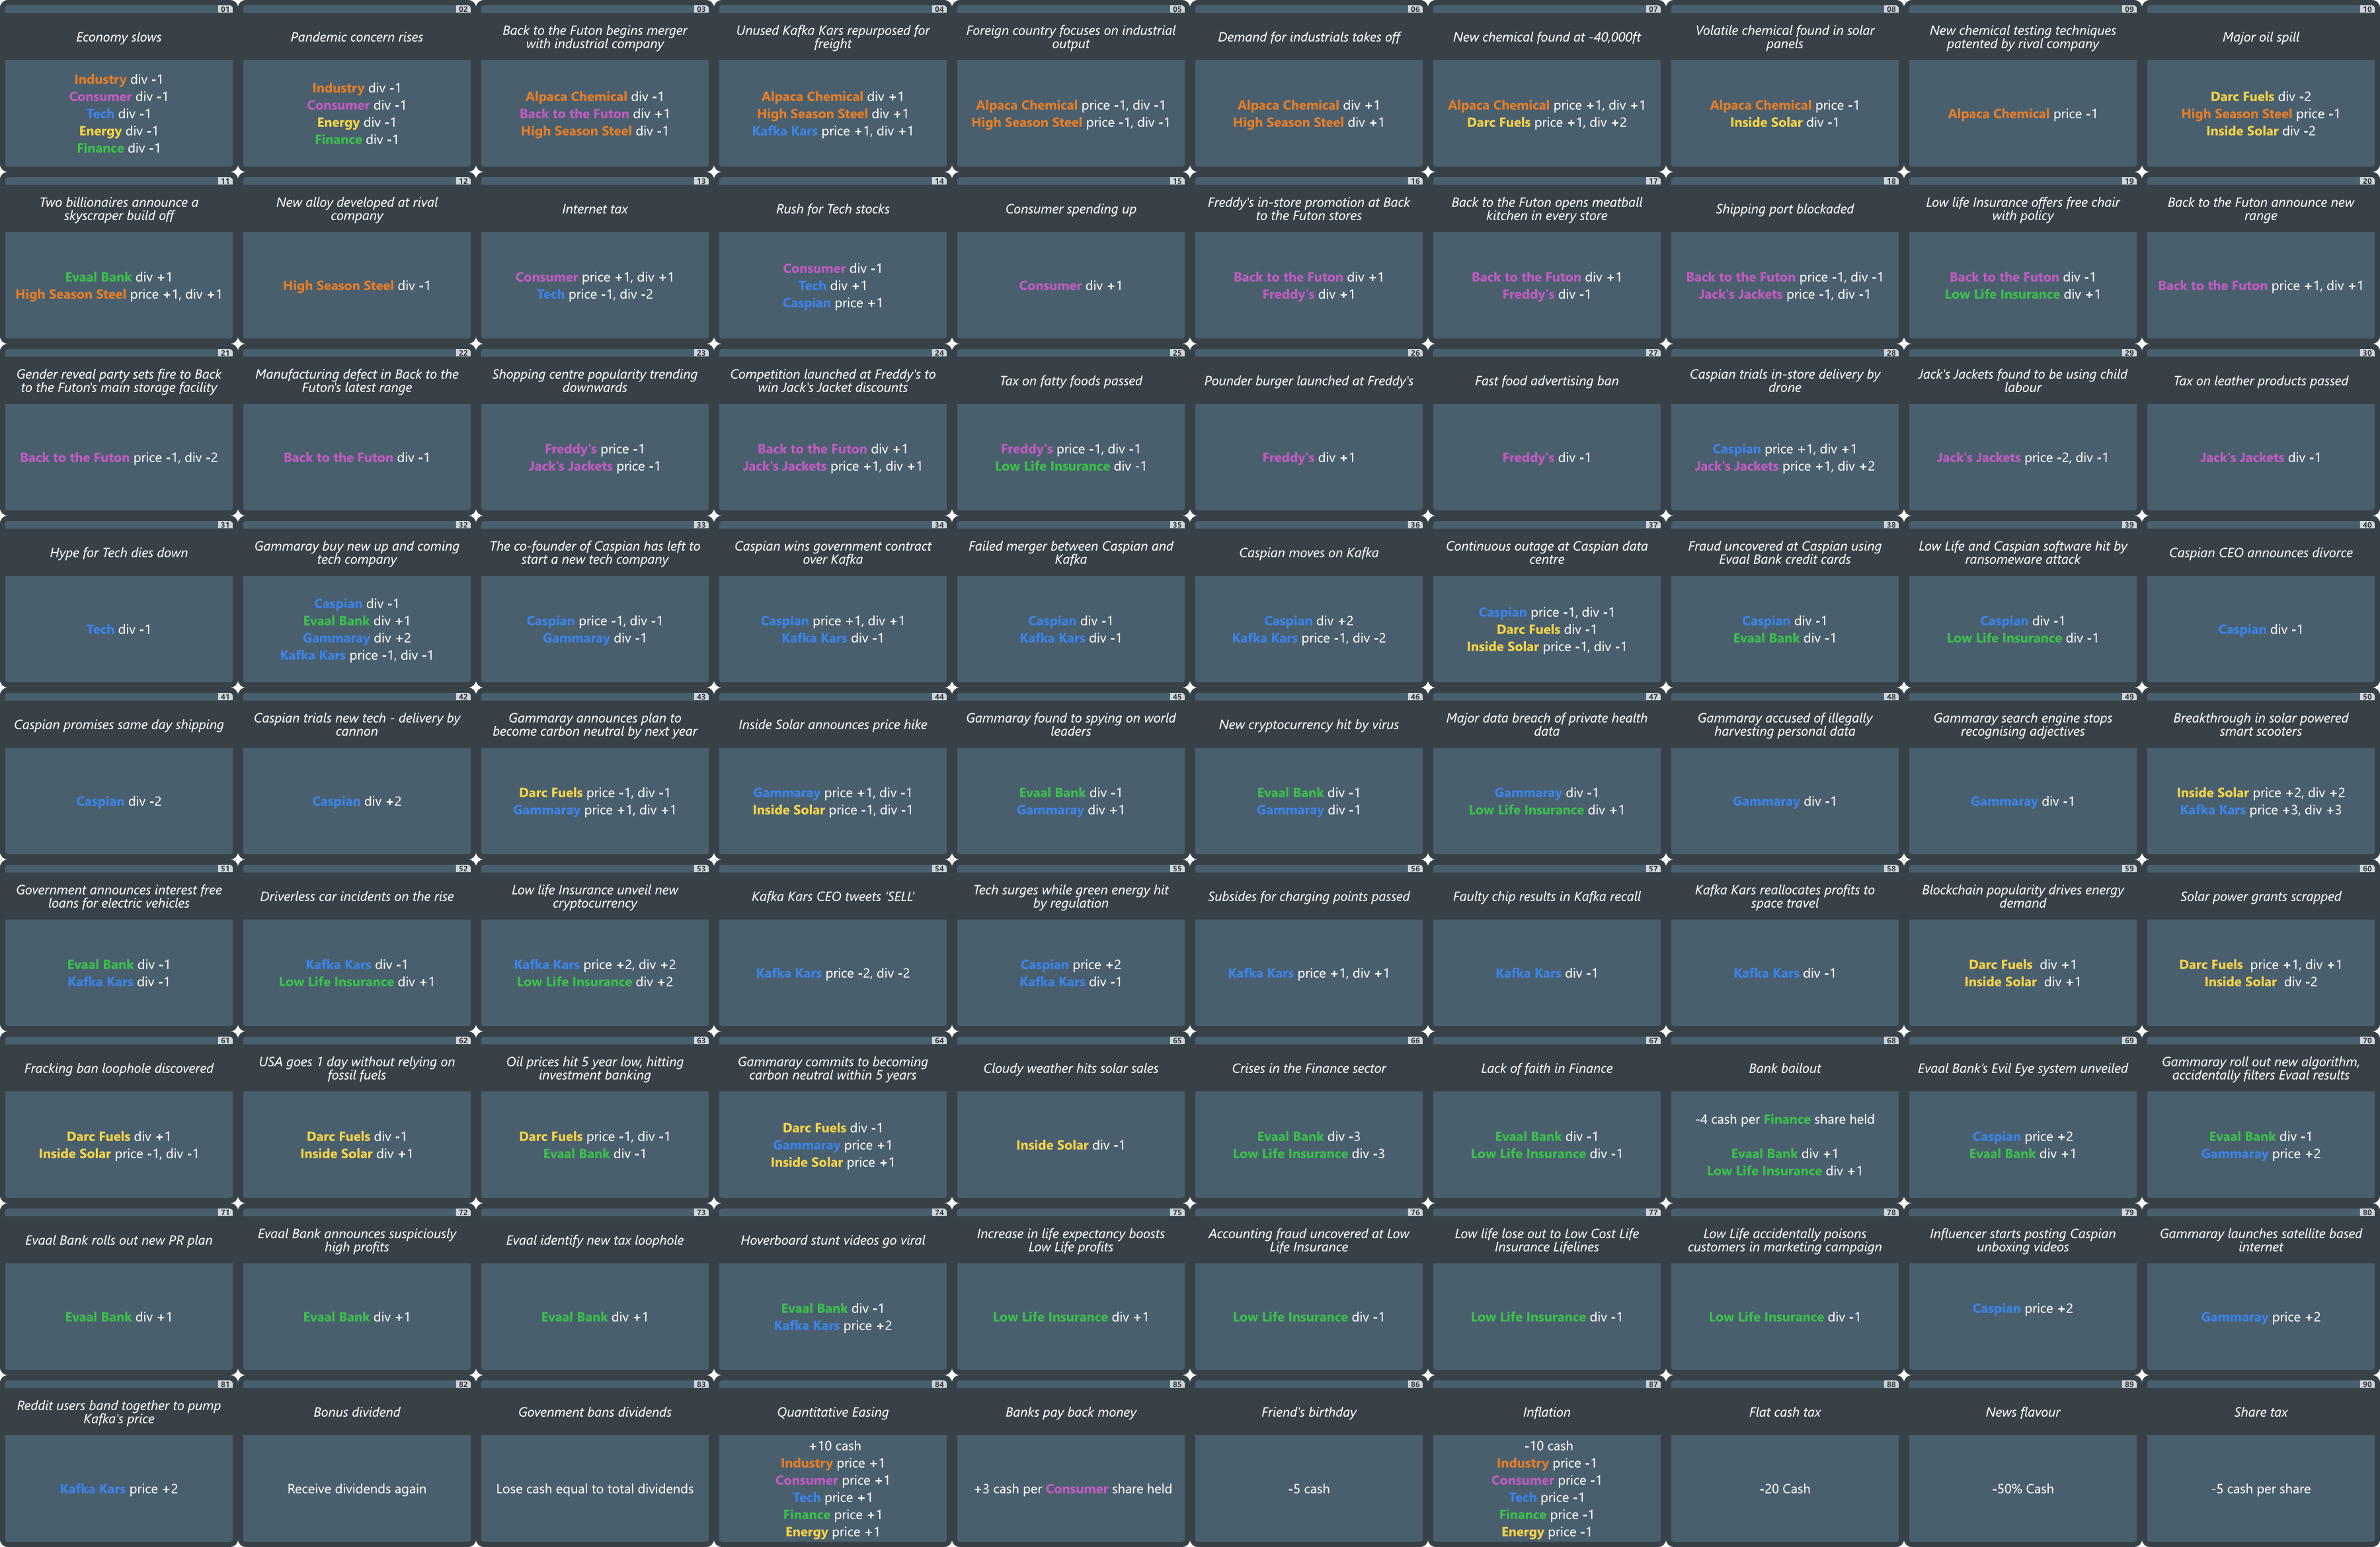 01
Economy slows
Industry div -1
Consumer div -1
Tech div -1
Energy div -1
Finance div -1
02
Pandemic concern rises
Industry div -1
Consumer div -1
Energy div -1
Finance div -1
03
Back to the Futon begins merger
with industrial company
Alpaca Chemical div -1
Back to the Futon div +1
High Season Steel div -1
04
Unused Kafka Kars repurposed for
freight
Alpaca Chemical div +1
High Season Steel div +1
Kafka Kars price +1, div +1
05
Foreign country focuses on industrial
output
Alpaca Chemical price -1, div -1
High Season Steel price -1, div -1
06
Demand for industrials takes off
Alpaca Chemical div +1
High Season Steel div +1
07
New chemical found at -40,000ft
Alpaca Chemical price +1, div +1
Darc Fuels price +1, div +2
08
Volatile chemical found in solar
panels
Alpaca Chemical price -1
Inside Solar div -1
09
New chemical testing techniques
patented by rival company
Alpaca Chemical price -1
10
Major oil spill
Darc Fuels div -2
High Season Steel price -1
Inside Solar div -2
11
Two billionaires announce a
skyscraper build off
Evaal Bank div +1
High Season Steel price +1, div +1
12
New alloy developed at rival
company
High Season Steel div -1
13
Internet tax
Consumer price +1, div +1
Tech price -1, div -2
14
Rush for Tech stocks
Consumer div -1
Tech div +1
Caspian price +1
15
Consumer spending up
Consumer div +1
16
Freddy's in-store promotion at Back
to the Futon stores
Back to the Futon div +1
Freddy's div +1
17
Back to the Futon opens meatball
kitchen in every store
Back to the Futon div +1
Freddy's div -1
18
Shipping port blockaded
Back to the Futon price -1, div -1
Jack's Jackets price -1, div -1
19
Low life Insurance offers free chair
with policy
Back to the Futon div -1
Low Life Insurance div +1
20
Back to the Futon announce new
range
Back to the Futon price +1, div +1
21
Gender reveal party sets fire to Back
to the Futon's main storage facility
Back to the Futon price -1, div -2
22
Manufacturing defect in Back to the
Futon's latest range
Back to the Futon div -1
23
Shopping centre popularity trending
downwards
Freddy's price -1
Jack's Jackets price -1
24
Competition launched at Freddy's to
win Jack's Jacket discounts
Back to the Futon div +1
Jack's Jackets price +1, div +1
25
Tax on fatty foods passed
Freddy's price -1, div -1
Low Life Insurance div -1
26
Pounder burger launched at Freddy's
Freddy's div +1
27
Fast food advertising ban
Freddy's div -1
28
Caspian trials in-store delivery by
drone
Caspian price +1, div +1
Jack's Jackets price +1, div +2
29
Jack's Jackets found to be using child
labour
Jack's Jackets price -2, div -1
30
Tax on leather products passed
Jack's Jackets div -1
31
Hype for Tech dies down
Tech div -1
32
Gammaray buy new up and coming
tech company
Caspian div -1
Evaal Bank div +1
Gammaray div +2
Kafka Kars price -1, div -1
33
The co-founder of Caspian has left to
start a new tech company
Caspian price -1, div -1
Gammaray div -1
34
Caspian wins government contract
over Kafka
Caspian price +1, div +1
Kafka Kars div -1
35
Failed merger between Caspian and
Kafka
Caspian div -1
Kafka Kars div -1
36
Caspian moves on Kafka
Caspian div +2
Kafka Kars price -1, div -2
37
Continuous outage at Caspian data
centre
Caspian price -1, div -1
Darc Fuels div -1
Inside Solar price -1, div -1
38
Fraud uncovered at Caspian using
Evaal Bank credit cards
Caspian div -1
Evaal Bank div -1
39
Low Life and Caspian software hit by
ransomeware attack
Caspian div -1
Low Life Insurance div -1
40
Caspian CEO announces divorce
Caspian div -1
41
Caspian promises same day shipping
Caspian div -2
42
Caspian trials new tech - delivery by
cannon
Caspian div +2
43
Gammaray announces plan to
become carbon neutral by next year
Darc Fuels price -1, div -1
Gammaray price +1, div +1
44
Inside Solar announces price hike
Gammaray price +1, div -1
Inside Solar price -1, div -1
45
Gammaray found to spying on world
leaders
Evaal Bank div -1
Gammaray div +1
46
New cryptocurrency hit by virus
Evaal Bank div -1
Gammaray div -1
47
Major data breach of private health
data
Gammaray div -1
Low Life Insurance div +1
48
Gammaray accused of illegally
harvesting personal data
Gammaray div -1
49
Gammaray search engine stops
recognising adjectives
Gammaray div -1
50
Breakthrough in solar powered
smart scooters
Inside Solar price +2, div +2
Kafka Kars price +3, div +3
51
Government announces interest free
loans for electric vehicles
Evaal Bank div -1
Kafka Kars div -1
52
Driverless car incidents on the rise
Kafka Kars div -1
Low Life Insurance div +1
53
Low life Insurance unveil new
cryptocurrency
Kafka Kars price +2, div +2
Low Life Insurance div +2
54
Kafka Kars CEO tweets ‘SELL’
Kafka Kars price -2, div -2
55
Tech surges while green energy hit
by regulation
Caspian price +2
Kafka Kars div -1
56
Subsides for charging points passed
Kafka Kars price +1, div +1
57
Faulty chip results in Kafka recall
Kafka Kars div -1
58
Kafka Kars reallocates profits to
space travel
Kafka Kars div -1
59
Blockchain popularity drives energy
demand
Darc Fuels div +1
Inside Solar div +1
60
Solar power grants scrapped
Darc Fuels price +1, div +1
Inside Solar div -2
61
Fracking ban loophole discovered
Darc Fuels div +1
Inside Solar price -1, div -1
62
USA goes 1 day without relying on
fossil fuels
Darc Fuels div -1
Inside Solar div +1
63
Oil prices hit 5 year low, hitting
investment banking
Darc Fuels price -1, div -1
Evaal Bank div -1
64
Gammaray commits to becoming
carbon neutral within 5 years
Darc Fuels div -1
Gammaray price +1
Inside Solar price +1
65
Cloudy weather hits solar sales
Inside Solar div -1
66
Crises in the Finance sector
Evaal Bank div -3
Low Life Insurance div -3
67
Lack of faith in Finance
Evaal Bank div -1
Low Life Insurance div -1
68
Bank bailout
-4 cash per Finance share held
Evaal Bank div +1
Low Life Insurance div +1
69
Evaal Bank's Evil Eye system unveiled
Caspian price +2
Evaal Bank div +1
70
Gammaray roll out new algorithm,
accidentally filters Evaal results
Evaal Bank div -1
Gammaray price +2
71
Evaal Bank rolls out new PR plan
Evaal Bank div +1
72
Evaal Bank announces suspiciously
high profits
Evaal Bank div +1
73
Evaal identify new tax loophole
Evaal Bank div +1
74
Hoverboard stunt videos go viral
Evaal Bank div -1
Kafka Kars price +2
75
Increase in life expectancy boosts
Low Life profits
Low Life Insurance div +1
76
Accounting fraud uncovered at Low
Life Insurance
Low Life Insurance div -1
77
Low life lose out to Low Cost Life
Insurance Lifelines
Low Life Insurance div -1
78
Low Life accidentally poisons
customers in marketing campaign
Low Life Insurance div -1
79
Influencer starts posting Caspian
unboxing videos
Caspian price +2
80
Gammaray launches satellite based
internet
Gammaray price +2
81
Reddit users band together to pump
Kafka's price
Kafka Kars price +2
82
Bonus dividend
Receive dividends again
83
Govenment bans dividends
Lose cash equal to total dividends
84
Quantitative Easing
+10 cash
Industry price +1
Consumer price +1
Tech price +1
Finance price +1
Energy price +1
85
Banks pay back money
+3 cash per Consumer share held
86
Friend's birthday
-5 cash
87
Inflation
-10 cash
Industry price -1
Consumer price -1
Tech price -1
Finance price -1
Energy price -1
88
Flat cash tax
-20 Cash
89
News flavour
-50% Cash
90
Share tax
-5 cash per share